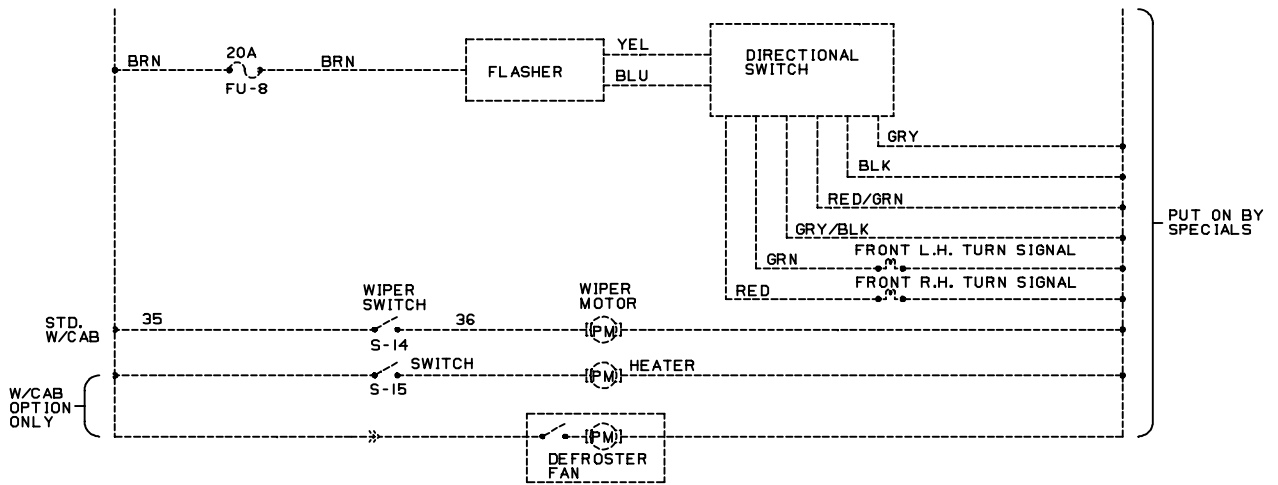 BRN
20A
FU-8
BRN
FLASHER
YEL
BLU
DIRECTIONAL
SWITCH
GRY
BLK
RED/GRN
GRY/BLK
GRN
FRONT L.H. TURN SIGNAL
RED
FRONT R.H. TURN SIGNAL
PUT ON BY
SPECIALS
STD.
W/CAB
35
WIPER
SWITCH
S-14
36
WIPER
MOTOR
PM
W/CAB
OPTION
ONLY
SWITCH
S-15
PM
HEATER
PM
DEFROSTER
FAN